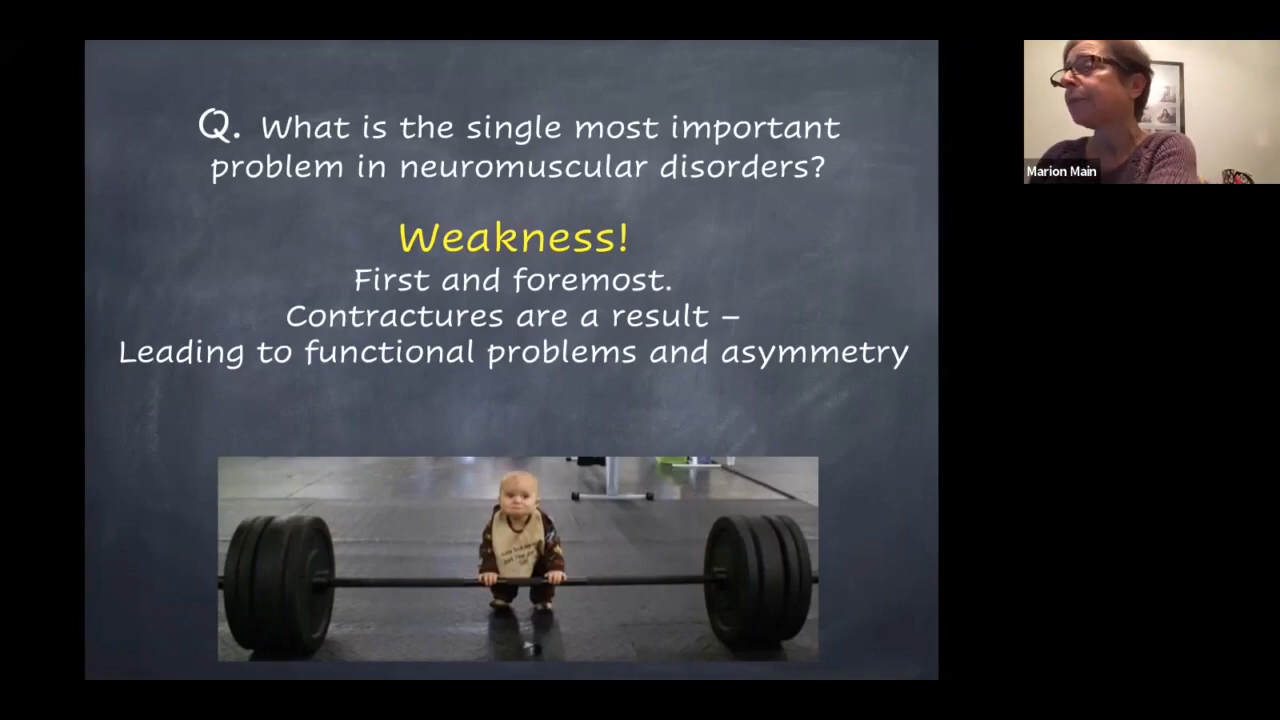 Q. What is the single most important
problem in neuromuscular disorders?
Weakness!
First and foremost.
Contractures are a result –
Leading to functional problems and asymmetry
Marion Main